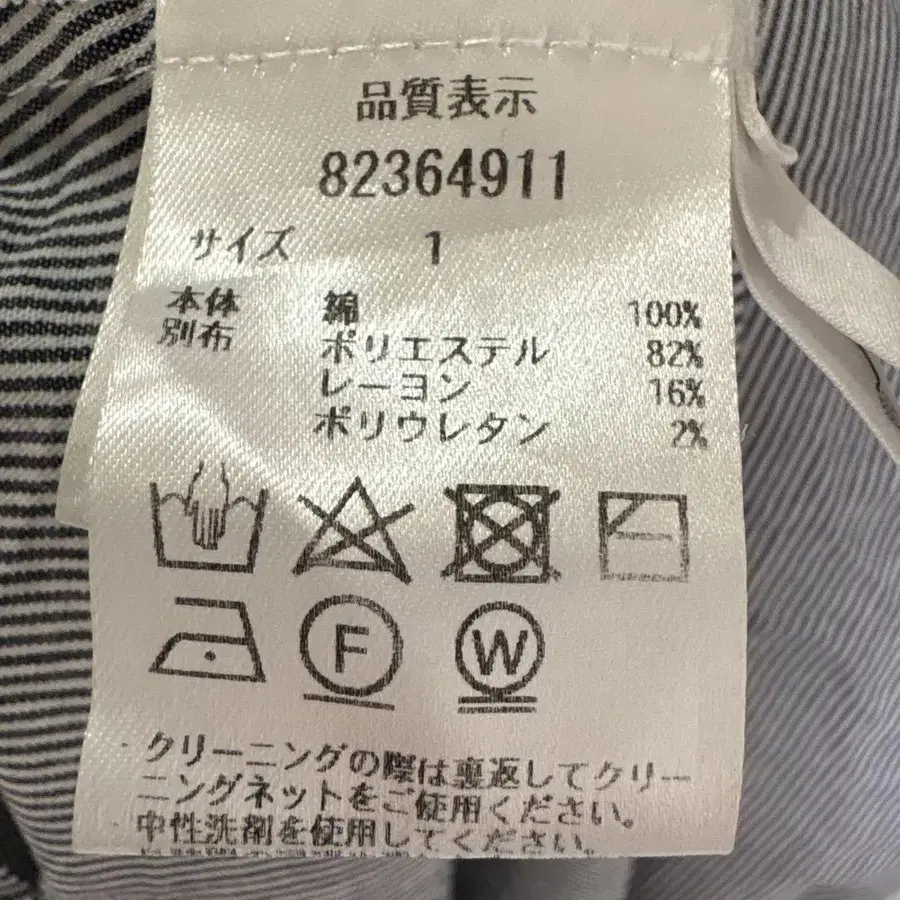 品質表示
82364911
サイズ 1
本体 綿 100%
別布 ポリエステル 82%
レーヨン 16%
ポリウレタン 2%
F W
クリーニングの際は裏返してクリー
ニングネットをご使用ください。
中性洗剤を使用してください。